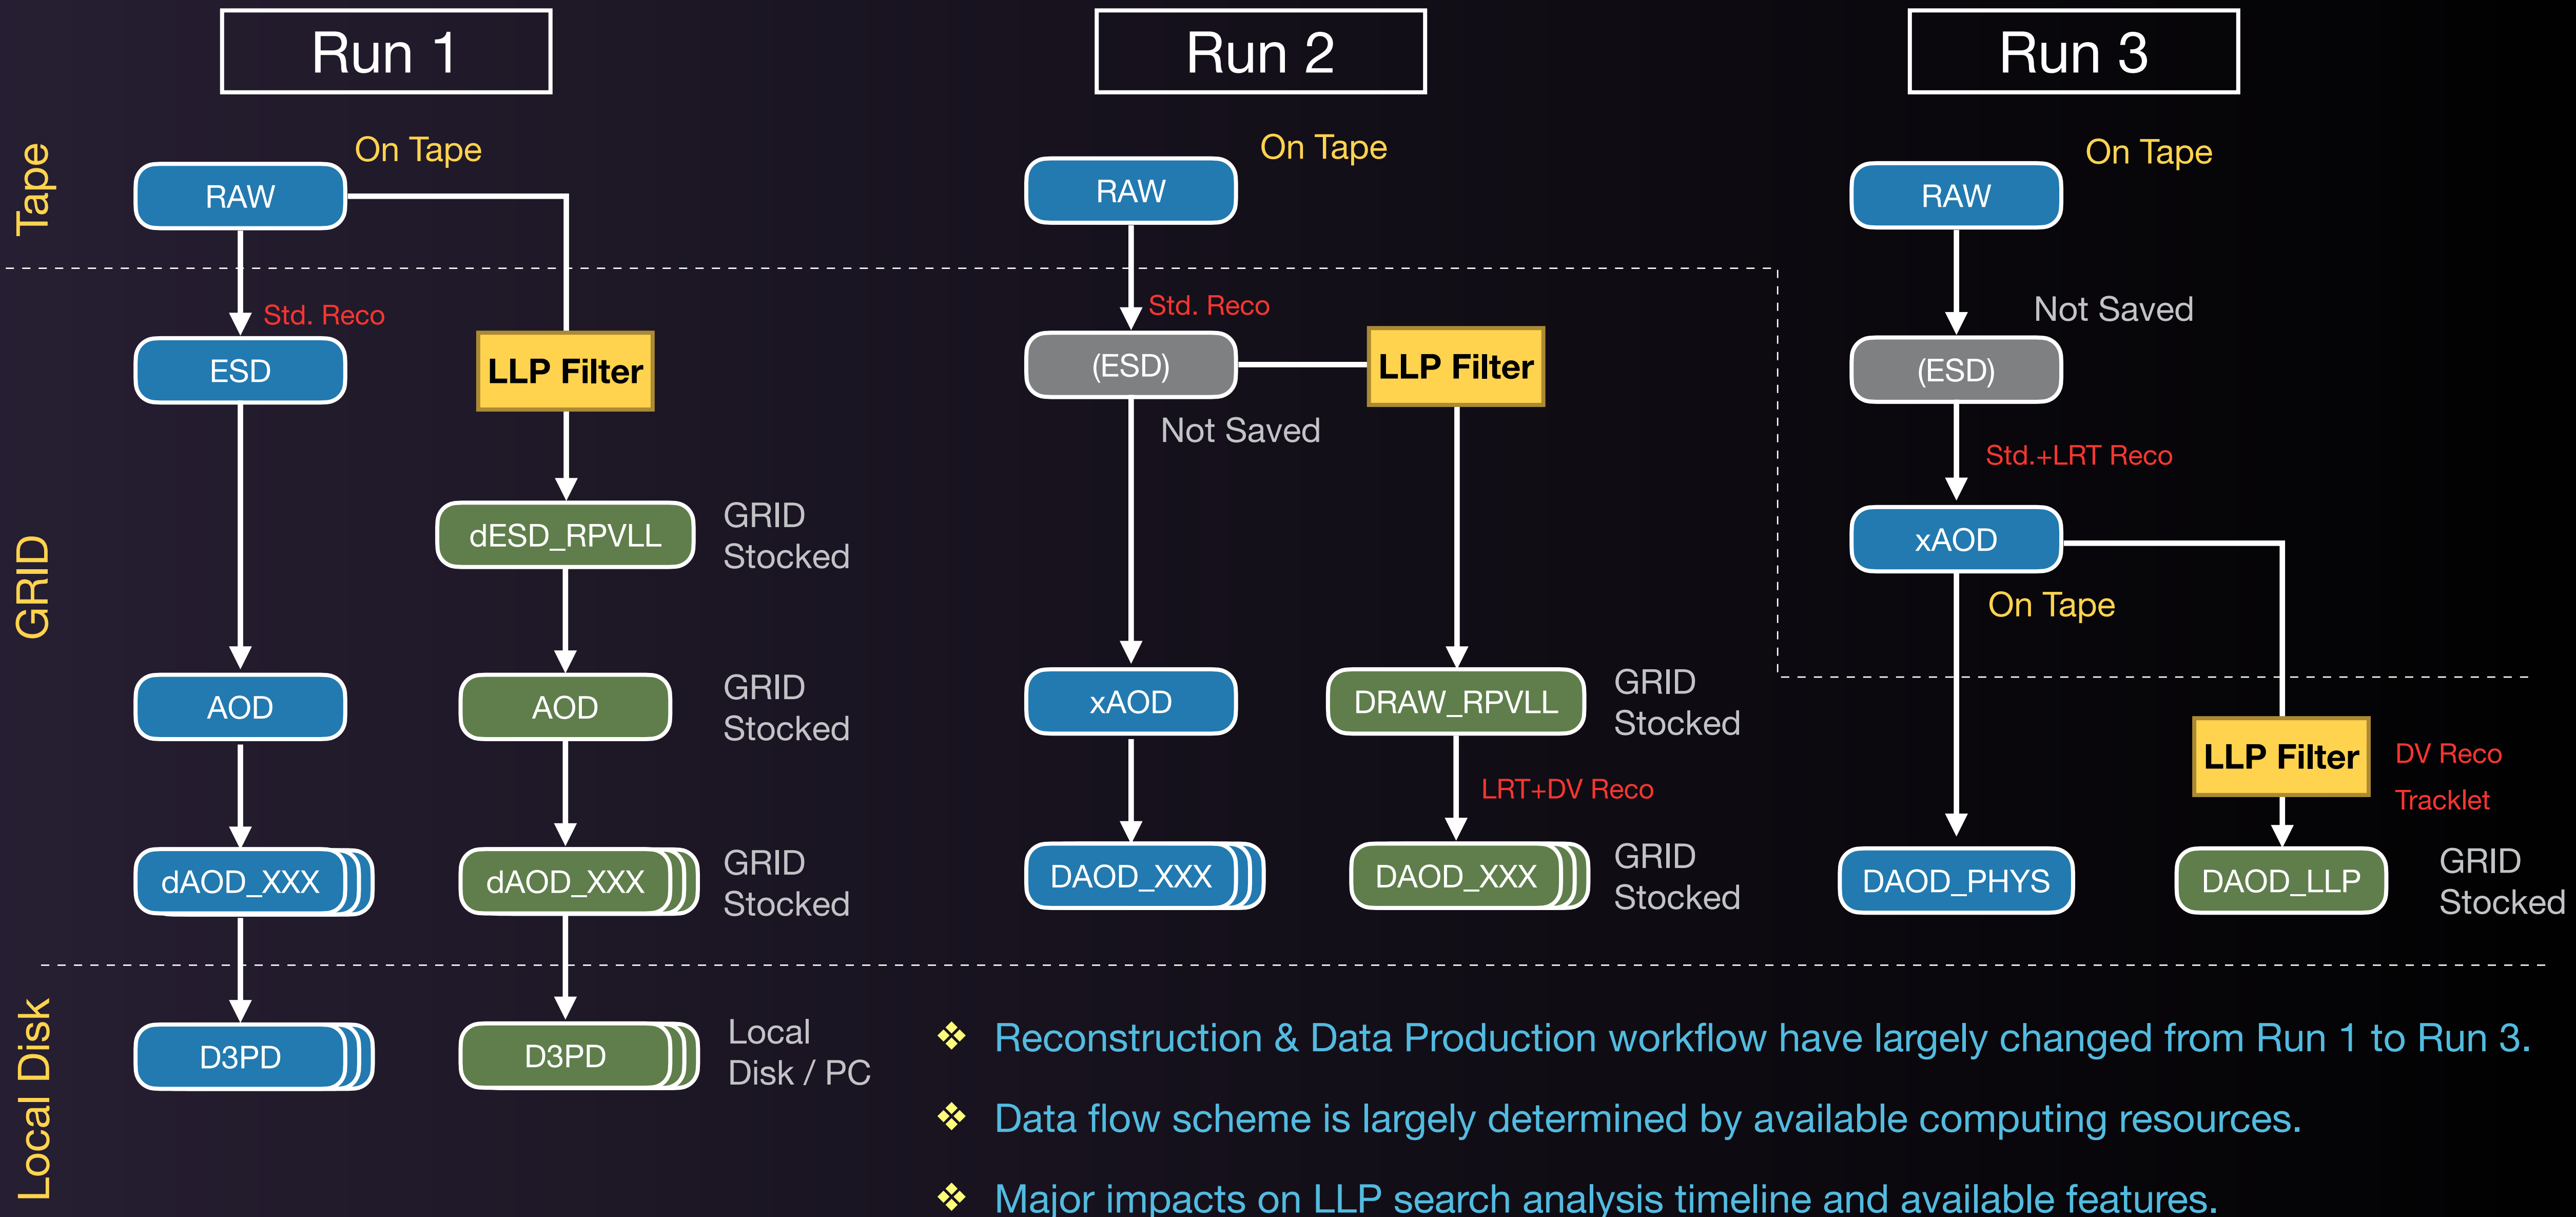 Run 1
Run 2
Run 3
Tape
On Tape
RAW
On Tape
RAW
On Tape
RAW
Std. Reco
ESD
LLP Filter
Std. Reco
(ESD)
LLP Filter
Not Saved
Not Saved
(ESD)
Std.+LRT Reco
GRID
dESD_RPVLL
GRID
Stocked
xAOD
On Tape
AOD
AOD
GRID
Stocked
xAOD
DRAW_RPVLL
GRID
Stocked
LRT+DV Reco
LLP Filter
DV Reco
Tracklet
dAOD_XXX
dAOD_XXX
GRID
Stocked
DAOD_XXX
DAOD_XXX
GRID
Stocked
DAOD_PHYS
DAOD_LLP
GRID
Stocked
Local Disk
D3PD
D3PD
Local
Disk / PC
❖ Reconstruction & Data Production workflow have largely changed from Run 1 to Run 3.
❖ Data flow scheme is largely determined by available computing resources.
❖ Major impacts on LLP search analysis timeline and available features.